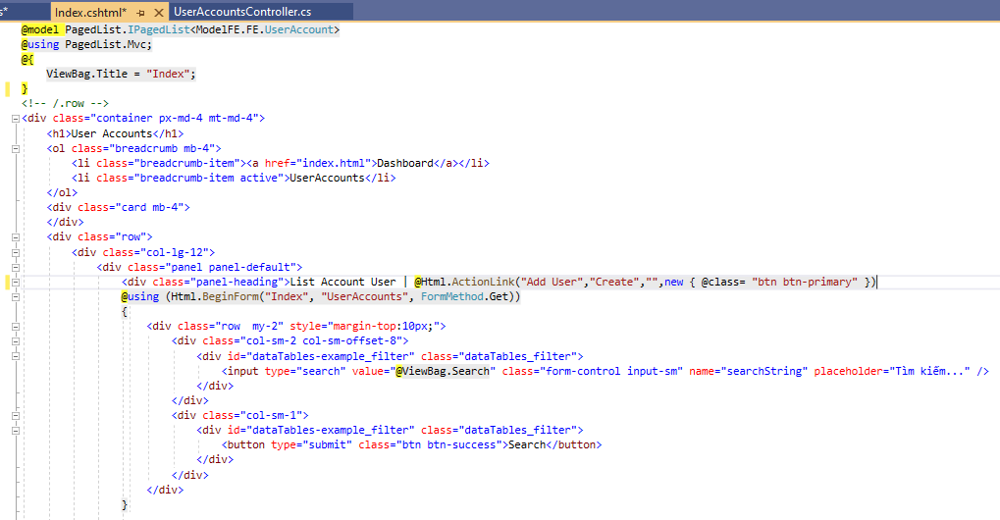 s*
Index.cshtml*
UserAccountsController.cs
@model PagedList.IPagedList<ModelFE.FE.UserAccount>
@using PagedList.Mvc;
@{
    ViewBag.Title = "Index";
}
<!-- /.row -->
<div class="container px-md-4 mt-md-4">
    <h1>User Accounts</h1>
    <ol class="breadcrumb mb-4">
        <li class="breadcrumb-item"><a href="index.html">Dashboard</a></li>
        <li class="breadcrumb-item active">UserAccounts</li>
    </ol>
    <div class="card mb-4">
    </div>
    <div class="row">
        <div class="col-lg-12">
            <div class="panel panel-default">
                <div class="panel-heading">List Account User | @Html.ActionLink("Add User","Create","",new { @class= "btn btn-primary" })
                @using (Html.BeginForm("Index", "UserAccounts", FormMethod.Get))
                {
                    <div class="row  my-2" style="margin-top:10px;">
                        <div class="col-sm-2 col-sm-offset-8">
                            <div id="dataTables-example_filter" class="dataTables_filter">
                                <input type="search" value="@ViewBag.Search" class="form-control input-sm" name="searchString" placeholder="Tìm kiếm..." />
                            </div>
                        </div>
                        <div class="col-sm-1">
                            <div id="dataTables-example_filter" class="dataTables_filter">
                                <button type="submit" class="btn btn-success">Search</button>
                            </div>
                        </div>
                    </div>
                }